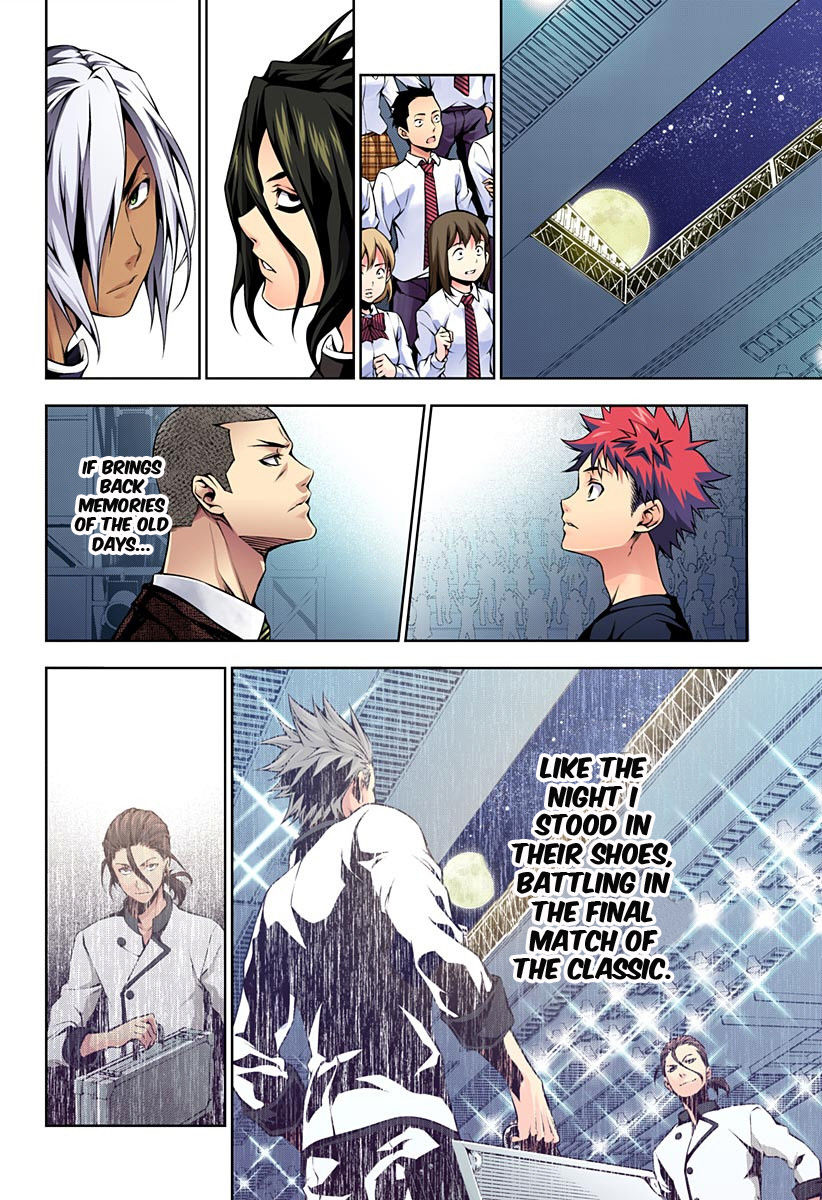 IF BRINGS
BACK
MEMORIES
OF THE OLD
DAYS...
LIKE THE
NIGHT I
STOOD IN
THEIR SHOES,
BATTLING IN
THE FINAL
MATCH OF
THE CLASSIC.